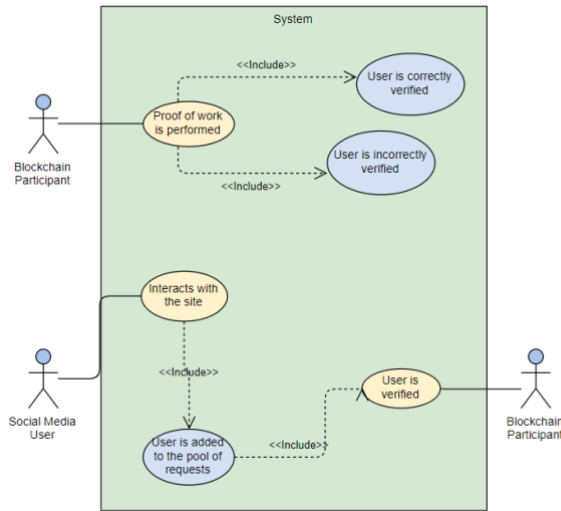 System
<<Include>>
User is correctly
verified
Proof of work
is performed
Blockchain
Participant
User is incorrectly
verified
<<Include>>
Interacts with
the site
<<Include>>
Social Media
User
User is
verified
Blockchain
Participant
User is added
to the pool of
requests
<<Include>>